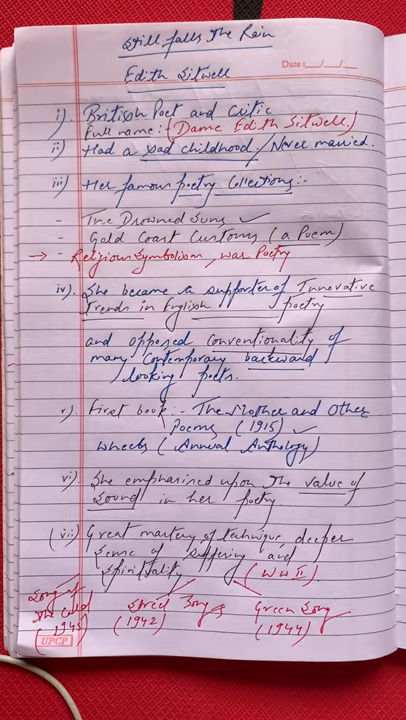 Still falls The Rain
Edith Sitwell
Date: __/__/__
i). British Poet and Critic
Full name :- (Dame Edith Sitwell)
ii) Had a sad childhood / Never married.
iii) Her famous poetry Collections :-
- The Drowned Suns ✓
- Gold Coast Customs (a Poem)
→ - Religious Symbolism, war Poetry
iv). She became a supporter of Innovative
Trends in English poetry
and opposed conventionality of
many Contemporary backward
looking poets.
v). First book :- The Mother and Other
Poems (1915) ✓
Wheels (Annual Anthology)
vi). She emphasised upon The value of
Sound in her poetry.
(vii) Great mastery of technique, deeper
sense of suffering and
spirituality (WW II).
Song of
The Cold
(1945)
Street Songs
(1942)
Green Song
(1944)
UPCP